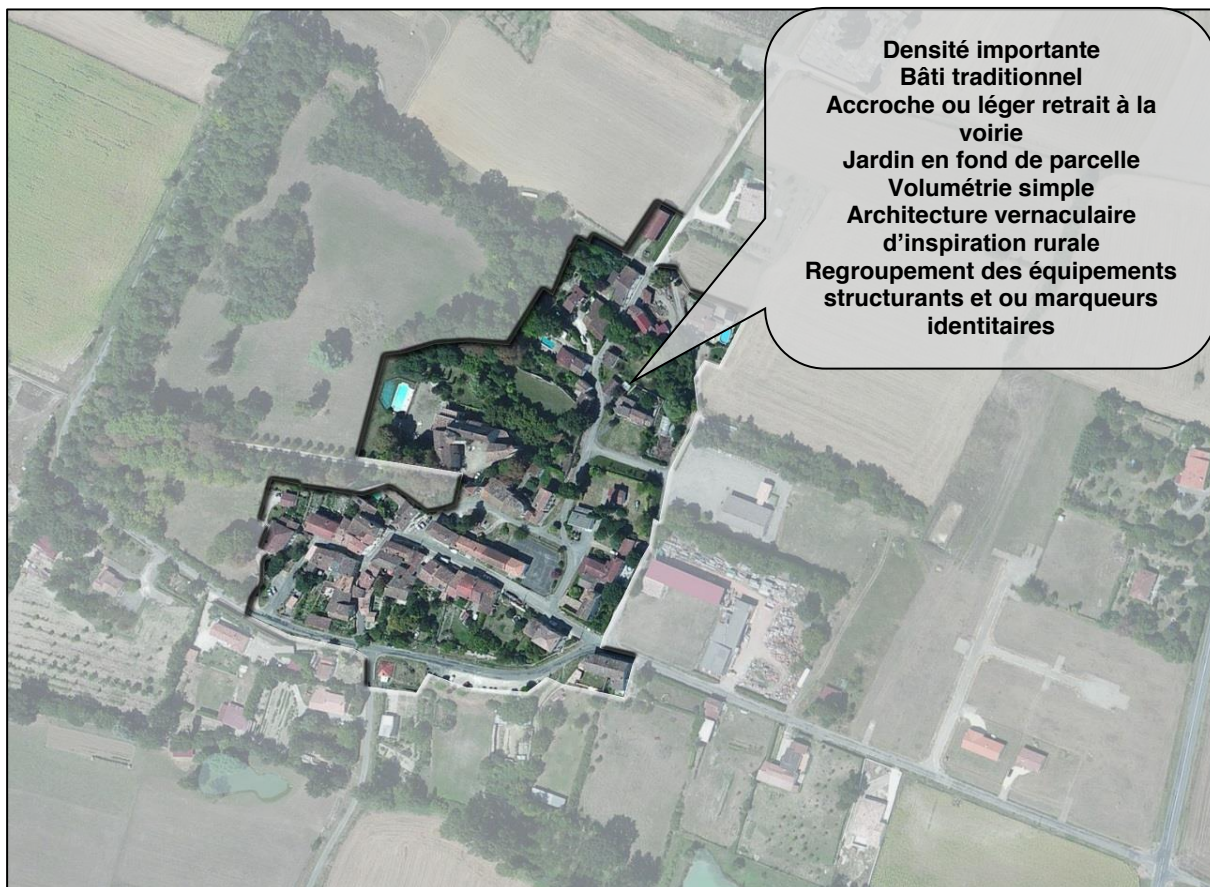 Densité importante
Bâti traditionnel
Accroche ou léger retrait à la
voirie
Jardin en fond de parcelle
Volumétrie simple
Architecture vernaculaire
d’inspiration rurale
Regroupement des équipements
structurants et ou marqueurs
identitaires